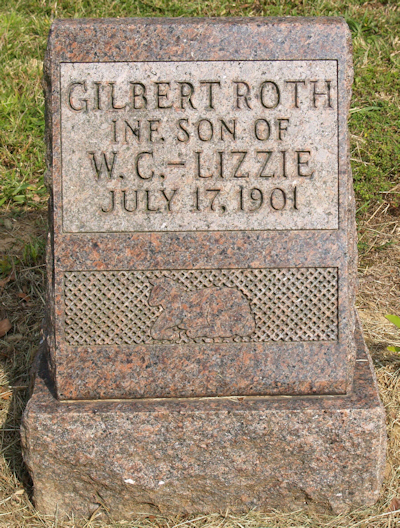 GILBERT ROTH
INF. SON OF
W. C. - LIZZIE
JULY 17, 1901